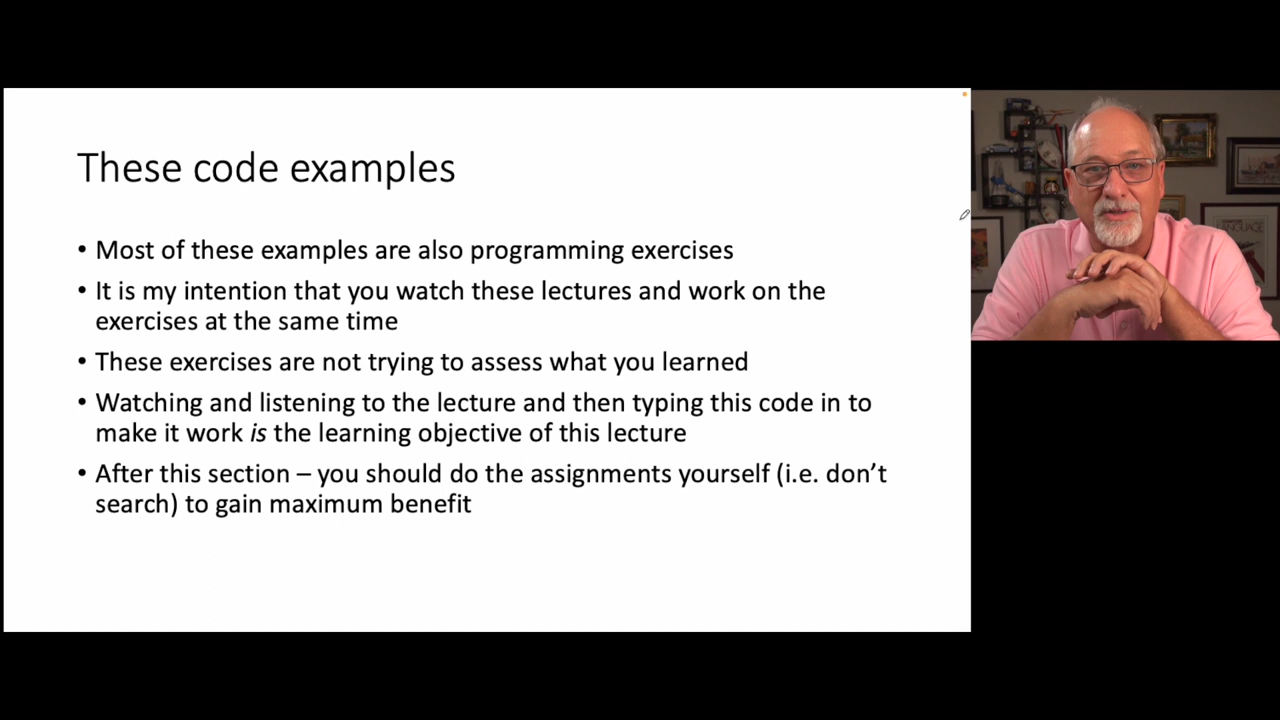 These code examples
• Most of these examples are also programming exercises
• It is my intention that you watch these lectures and work on the
exercises at the same time
• These exercises are not trying to assess what you learned
• Watching and listening to the lecture and then typing this code in to
make it work is the learning objective of this lecture
• After this section – you should do the assignments yourself (i.e. don’t
search) to gain maximum benefit
LANGUAGE